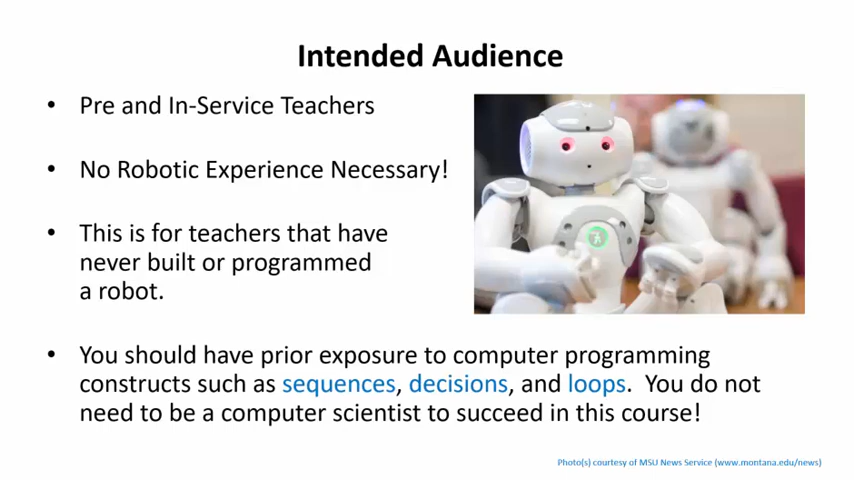 Intended Audience
• Pre and In-Service Teachers
• No Robotic Experience Necessary!
• This is for teachers that have
never built or programmed
a robot.
• You should have prior exposure to computer programming
constructs such as sequences, decisions, and loops.  You do not
need to be a computer scientist to succeed in this course!
Photo(s) courtesy of MSU News Service (www.montana.edu/news)